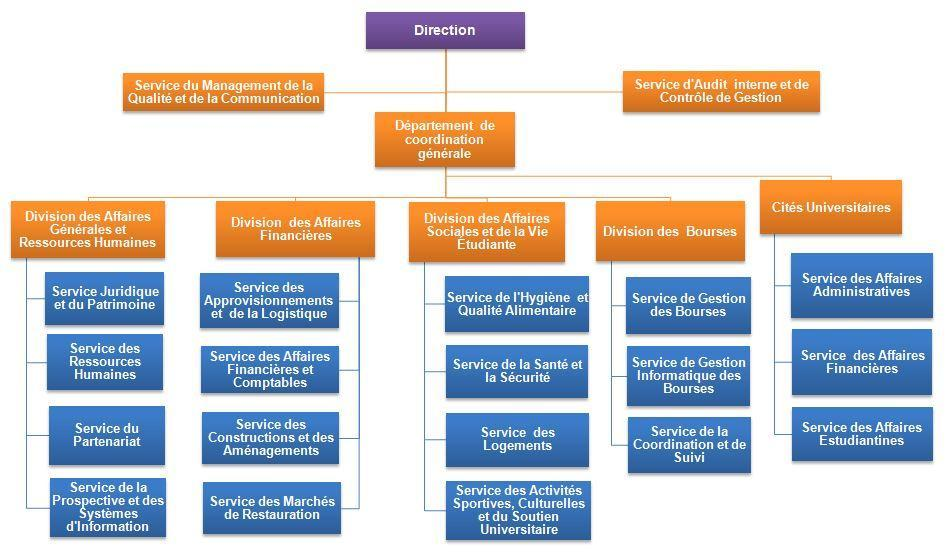 Direction
Service du Management de la
Qualité et de la Communication
Service d'Audit interne et de
Contrôle de Gestion
Département de
coordination
générale
Division des Affaires
Générales et
Ressources Humaines
Division des Affaires
Financières
Division des Affaires
Sociales et de la Vie
Étudiante
Division des Bourses
Cités Universitaires
Service Juridique
et du Patrimoine
Service des
Ressources
Humaines
Service du
Partenariat
Service de la
Prospective et des
Systèmes
d'Information
Service des
Approvisionnements
et de la Logistique
Service des Affaires
Financières et
Comptables
Service des
Constructions et des
Aménagements
Service des Marchés
de Restauration
Service de l'Hygiène et
Qualité Alimentaire
Service de la Santé et
la Sécurité
Service des
Logements
Service des Activités
Sportives, Culturelles
et du Soutien
Universitaire
Service de Gestion
des Bourses
Service de Gestion
Informatique des
Bourses
Service de la
Coordination et de
Suivi
Service des Affaires
Administratives
Service des Affaires
Financières
Service des Affaires
Estudiantines